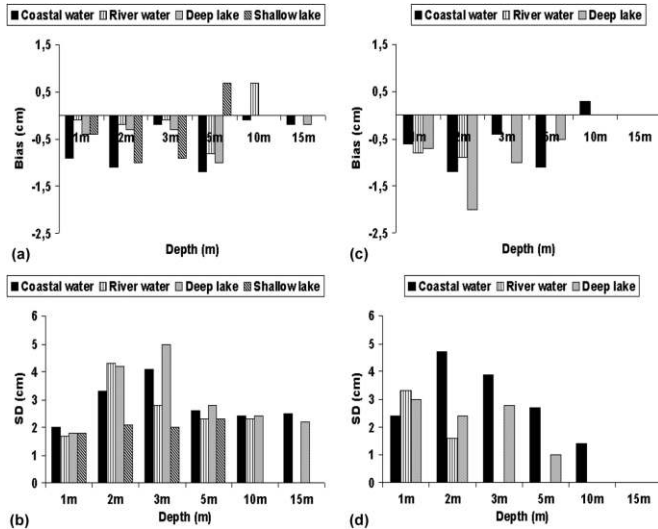 ■ Coastal water □ River water ■ Deep lake ■ Shallow lake
1,5
0,5
-0,5
-1,5
-2,5
Bias (cm)
1m 2m 3m 5m 10m 15m
(a)
Depth (m)
■ Coastal water □ River water ■ Deep lake
1,5
0,5
-0,5
-1,5
-2,5
Bias (cm)
1m 2m 3m 5m 10m 15m
(c)
Depth (m)
■ Coastal water □ River water ■ Deep lake ■ Shallow lake
6
5
4
3
2
1
0
SD (cm)
1m 2m 3m 5m 10m 15m
(b)
Depth (m)
■ Coastal water □ River water ■ Deep lake
6
5
4
3
2
1
0
SD (cm)
1m 2m 3m 5m 10m 15m
(d)
Depth (m)